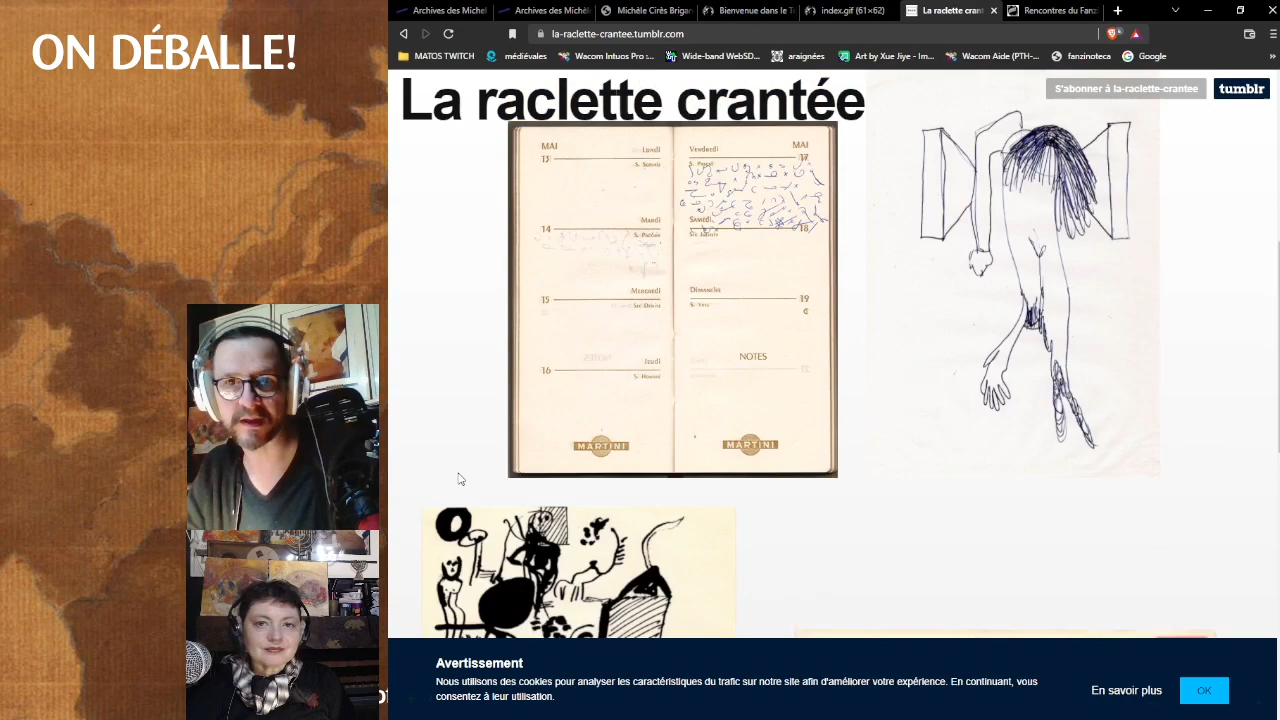 ON DÉBALLE!
Archives des Michel
Archives des Michèle
Michèle Cirès Brigan
Bienvenue dans le T
index.gif (61×62)
La raclette crant
Rencontres du Fanz
la-raclette-crantee.tumblr.com
MATOS TWITCH
médiévales
Wacom Intuos Pro :...
Wide-band WebSD...
araignées
Art by Xue Jiye - Im...
Wacom Aide (PTH-...
fanzinoteca
Google
La raclette crantée
S'abonner à la-raclette-crantee
tumblr
MAI
13 Lundi
14 Mardi
15 Mercredi
16 Jeudi
S. Honoré
MARTINI
Vendredi MAI
17
S. Pascal
Samedi 18
Dimanche 19
S. Yves
NOTES
MARTINI
Avertissement
Nous utilisons des cookies pour analyser les caractéristiques du trafic sur notre site afin d'améliorer votre expérience. En continuant, vous
consentez à leur utilisation.
En savoir plus
OK